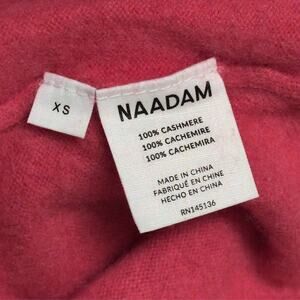 XS
NAADAM
100% CASHMERE
100% CACHEMIRE
100% CACHEMIRA
MADE IN CHINA
FABRIQUÉ EN CHINE
HECHO EN CHINA
RN145136